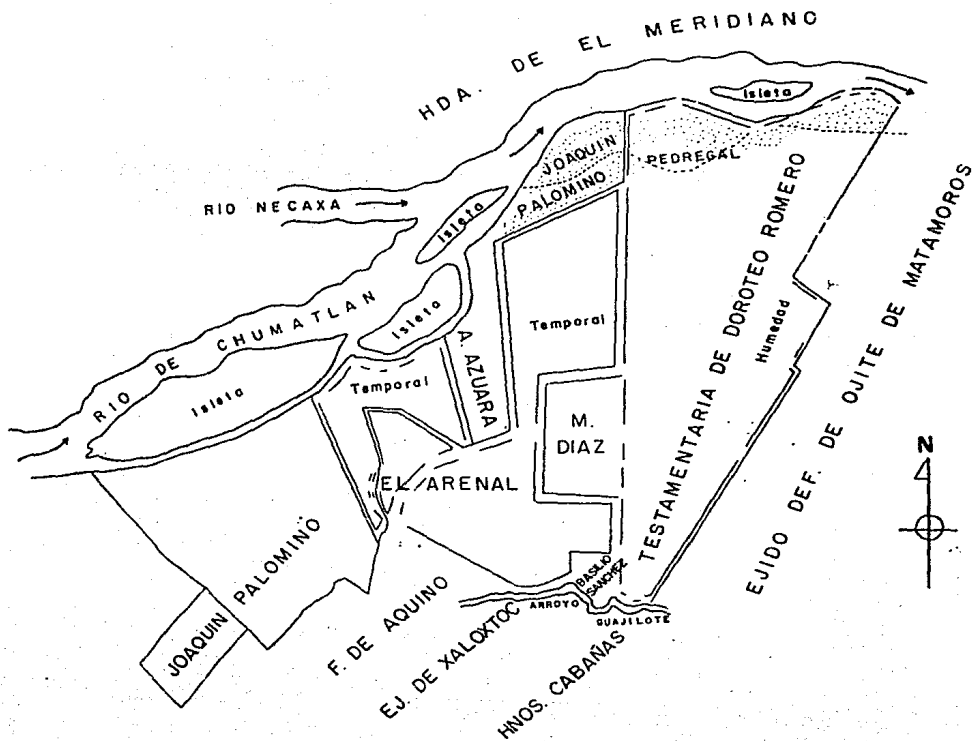 HDA. DE EL MERIDIANO
Isleta
JOAQUIN
PALOMINO
PEDREGAL
RIO NECAXA
Isleta
Isleta
RIO DE CHUMATLAN
Isleta
Temporal
A. AZUARA
Temporal
Humedad
TESTAMENTARIA DE DOROTEO ROMERO
EJIDO DEF. DE OJITE DE MATAMOROS
M.
DIAZ
EL ARENAL
N
JOAQUIN PALOMINO
F. DE AQUINO
EJ. DE XALOXTOC
ARROYO
GUAJILOTE
BASILIO
SANCHEZ
HNOS. CABAÑAS